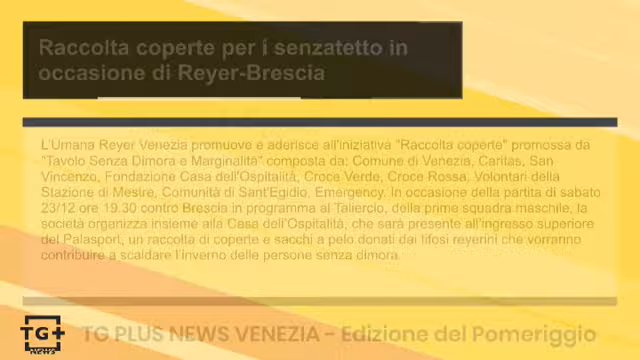 Raccolta coperte per i senzatetto in
occasione di Reyer-Brescia
L'Umana Reyer Venezia promuove e aderisce all'iniziativa "Raccolta coperte" promossa da
"Tavolo Senza Dimora e Marginalità" composta da: Comune di Venezia, Caritas, San
Vincenzo, Fondazione Casa dell'Ospitalità, Croce Verde, Croce Rossa, Volontari della
Stazione di Mestre, Comunità di Sant'Egidio, Emergency. In occasione della partita di sabato
23/12 ore 19.30 contro Brescia in programma al Taliercio, della prime squadra maschile, la
società organizza insieme alla Casa dell'Ospitalità, che sarà presente all'ingresso superiore
del Palasport, un raccolta di coperte e sacchi a pelo donati dai tifosi reyerini che vorranno
contribuire a scaldare l'inverno delle persone senza dimora.
TG+
NEWS
TG PLUS NEWS VENEZIA - Edizione del Pomeriggio